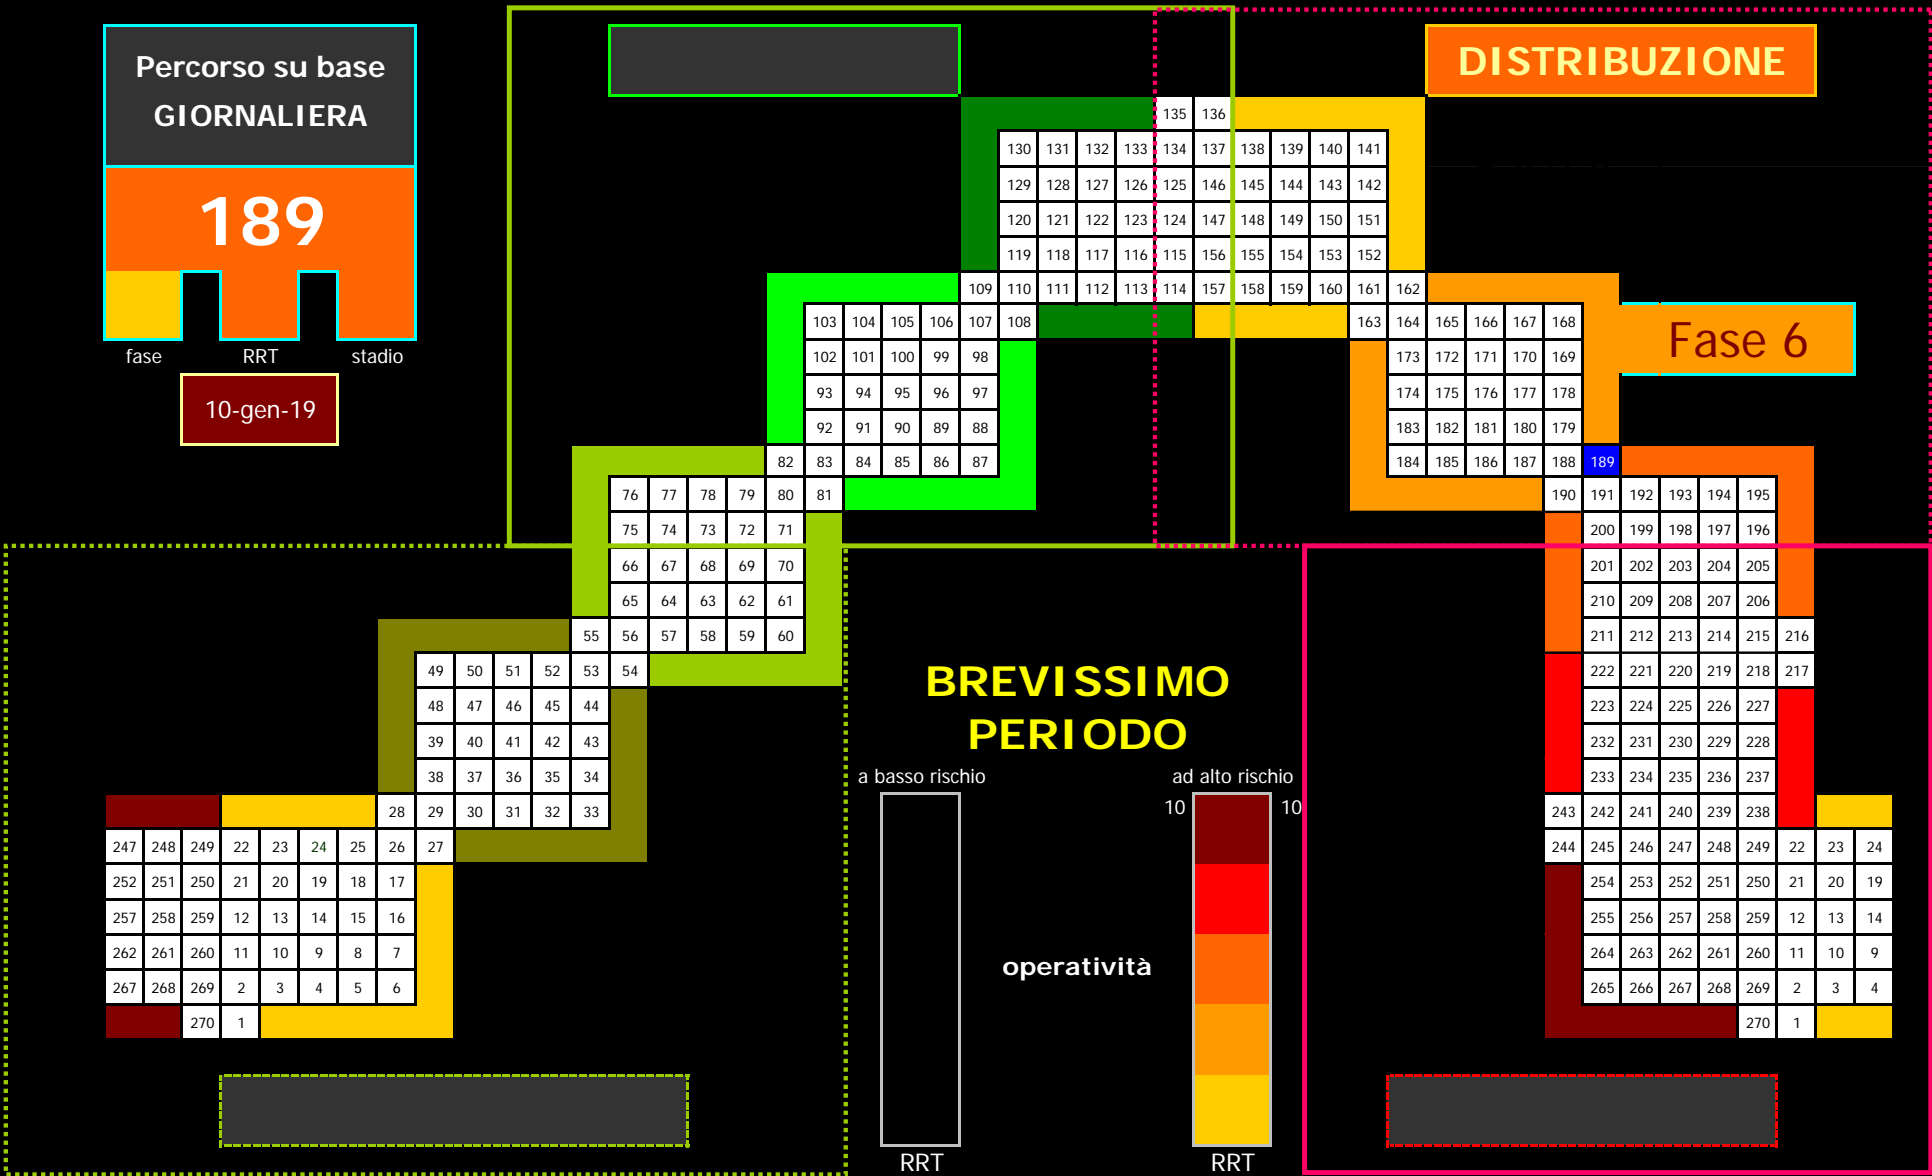 Percorso su base
GIORNALIERA
189
fase RRT stadio
10-gen-19
DISTRIBUZIONE
135 136
130 131 132 133 134 137 138 139 140 141
129 128 127 126 125 146 145 144 143 142
120 121 122 123 124 147 148 149 150 151
119 118 117 116 115 156 155 154 153 152
109 110 111 112 113 114 157 158 159 160 161 162
103 104 105 106 107 108 163 164 165 166 167 168
Fase 6
102 101 100 99 98 173 172 171 170 169
93 94 95 96 97 174 175 176 177 178
92 91 90 89 88 183 182 181 180 179
82 83 84 85 86 87 184 185 186 187 188 189
76 77 78 79 80 81 190 191 192 193 194 195
75 74 73 72 71 200 199 198 197 196
66 67 68 69 70 201 202 203 204 205
65 64 63 62 61 210 209 208 207 206
55 56 57 58 59 60 211 212 213 214 215 216
49 50 51 52 53 54 222 221 220 219 218 217
48 47 46 45 44 223 224 225 226 227
39 40 41 42 43 232 231 230 229 228
38 37 36 35 34 233 234 235 236 237
28 29 30 31 32 33 243 242 241 240 239 238
247 248 249 22 23 24 25 26 27 244 245 246 247 248 249 22 23 24
252 251 250 21 20 19 18 17 254 253 252 251 250 21 20 19
257 258 259 12 13 14 15 16 255 256 257 258 259 12 13 14
262 261 260 11 10 9 8 7 264 263 262 261 260 11 10 9
267 268 269 2 3 4 5 6 265 266 267 268 269 2 3 4
270 1 270 1
BREVISSIMO
PERIODO
a basso rischio ad alto rischio
10 10
operatività
RRT RRT